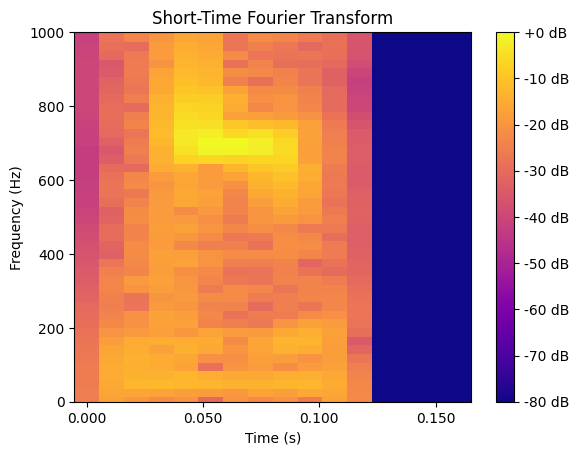 Short-Time Fourier Transform
Frequency (Hz)
1000
800
600
400
200
0
0.000
0.050
0.100
0.150
Time (s)
+0 dB
-10 dB
-20 dB
-30 dB
-40 dB
-50 dB
-60 dB
-70 dB
-80 dB